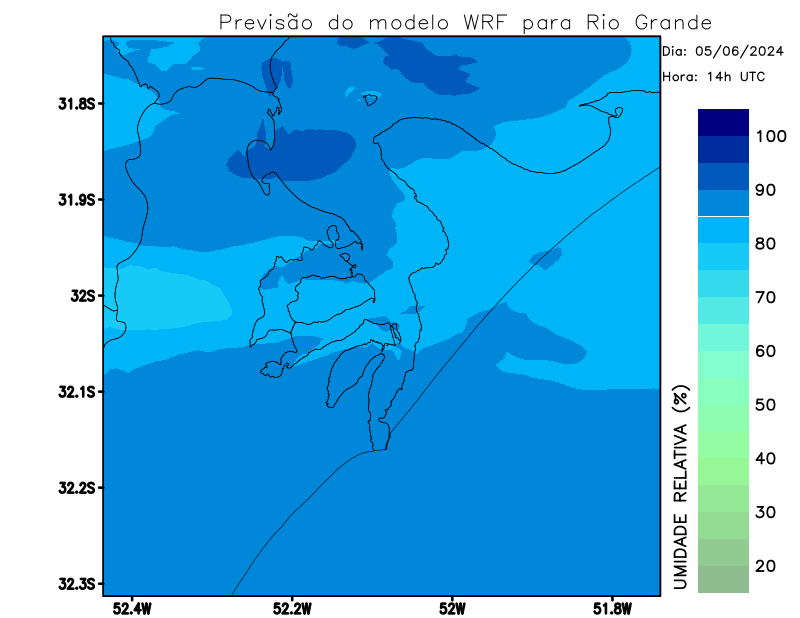 Previsão do modelo WRF para Rio Grande
Dia: 05/06/2024
Hora: 14h UTC
31.8S
31.9S
32S
32.1S
32.2S
32.3S
52.4W
52.2W
52W
51.8W
100
90
80
70
60
50
40
30
20
UMIDADE RELATIVA (%)